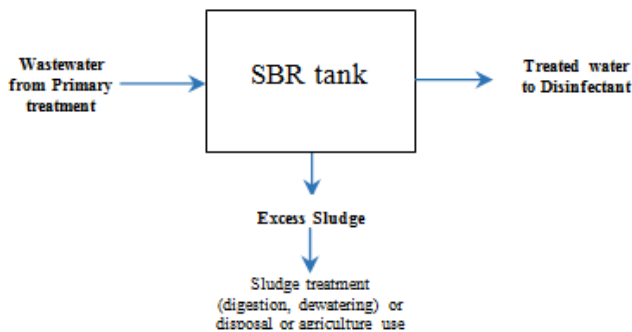 Wastewater
from Primary
treatment
SBR tank
Treated water
to Disinfectant
Excess Sludge
Sludge treatment
(digestion, dewatering) or
disposal or agriculture use